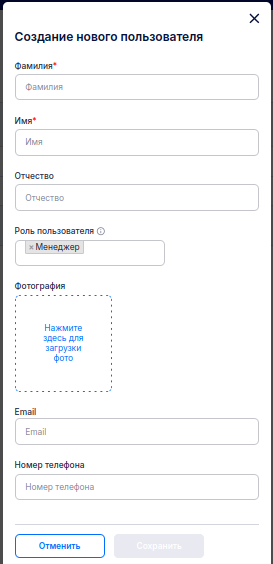 Создание нового пользователя
Фамилия*
Фамилия
Имя*
Имя
Отчество
Отчество
Роль пользователя
× Менеджер
Фотография
Нажмите
здесь для
загрузки
фото
Email
Email
Номер телефона
Номер телефона
Отменить
Сохранить